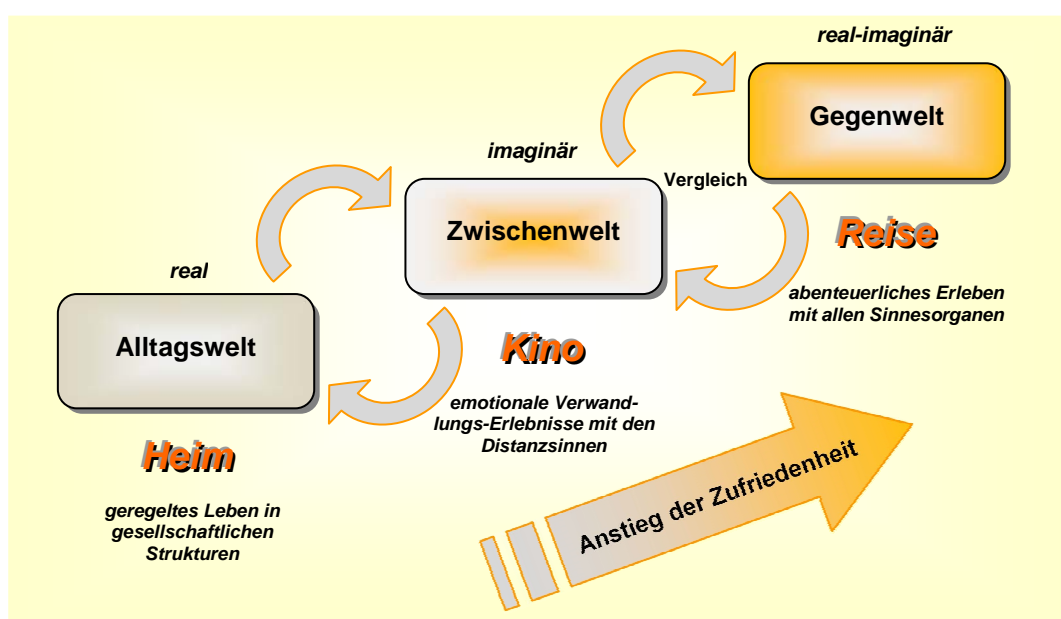 real-imaginär
Gegenwelt
imaginär
Vergleich
Zwischenwelt
Reise
real
abenteuerliches Erleben
mit allen Sinnesorganen
Alltagswelt
Kino
emotionale Verwand-
lungs-Erlebnisse mit den
Distanzsinnen
Heim
Anstieg der Zufriedenheit
geregeltes Leben in
gesellschaftlichen
Strukturen